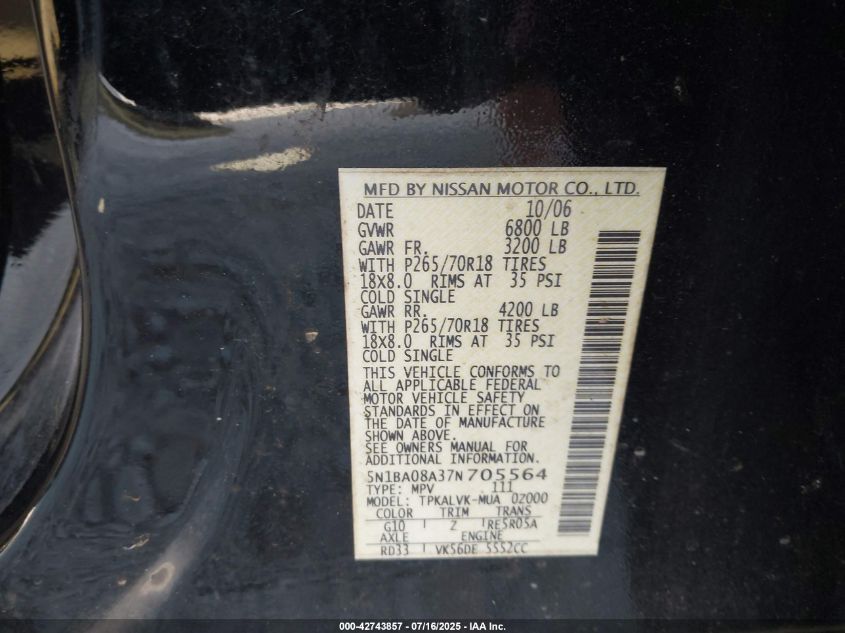 MFD BY NISSAN MOTOR CO., LTD.
DATE 10/06
GVWR 6800 LB
GAWR FR. 3200 LB
WITH P265/70R18 TIRES
18X8.0 RIMS AT 35 PSI
COLD SINGLE
GAWR RR. 4200 LB
WITH P265/70R18 TIRES
18X8.0 RIMS AT 35 PSI
COLD SINGLE
THIS VEHICLE CONFORMS TO
ALL APPLICABLE FEDERAL
MOTOR VEHICLE SAFETY
STANDARDS IN EFFECT ON
THE DATE OF MANUFACTURE
SHOWN ABOVE.
SEE OWNERS MANUAL FOR
ADDITIONAL INFORMATION.
5N1BA08A37N705564
TYPE: MPV 111
MODEL: TPKALVK-MUA 02000
COLOR TRIM TRANS
G10 Z RE5R05A
AXLE ENGINE
RD33 VK56DE 5552CC
000-42743857 - 07/16/2025 - IAA Inc.